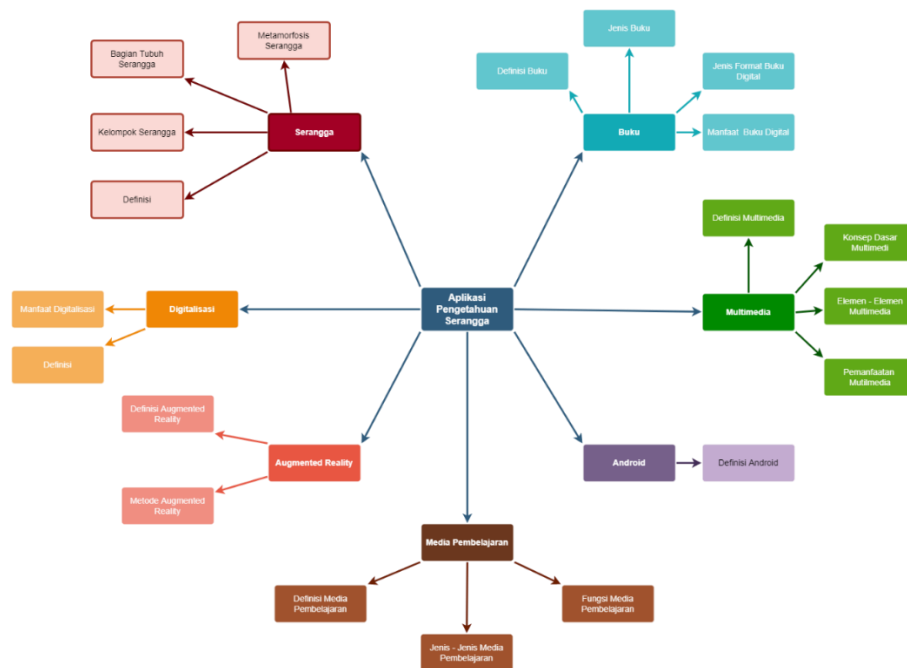 Metamorfosis
Serangga
Bagian Tubuh
Serangga
Kelompok Serangga
Serangga
Definisi
Jenis Buku
Definisi Buku
Jenis Format Buku
Digital
Buku
Manfaat Buku Digital
Definisi Multimedia
Konsep Dasar
Multimedi
Multimedia
Elemen - Elemen
Multimedia
Pemanfaatan
Mutilmedia
Aplikasi
Pengetahuan
Serangga
Manfaat Digitalisasi
Digitalisasi
Definisi
Definisi Augmented
Reality
Augmented Reality
Metode Augmented
Reality
Android
Definisi Android
Media Pembelajaran
Definisi Media
Pembelajaran
Jenis - Jenis Media
Pembelajaran
Fungsi Media
Pembelajaran